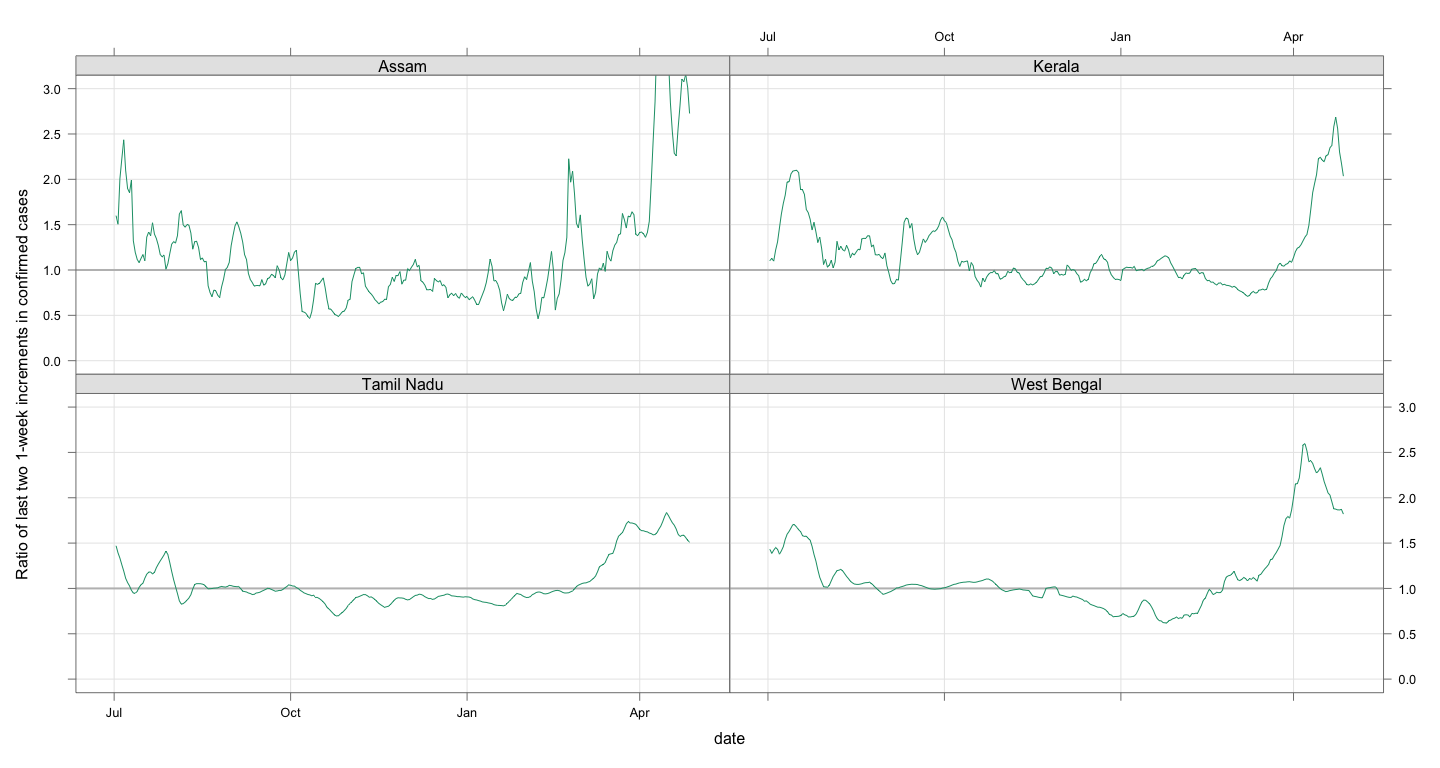 Jul Oct Jan Apr
Assam Kerala
3.0
2.5
2.0
1.5
1.0
0.5
0.0
Tamil Nadu West Bengal
3.0
2.5
2.0
1.5
1.0
0.5
0.0
Jul Oct Jan Apr
date
Ratio of last two 1-week increments in confirmed cases